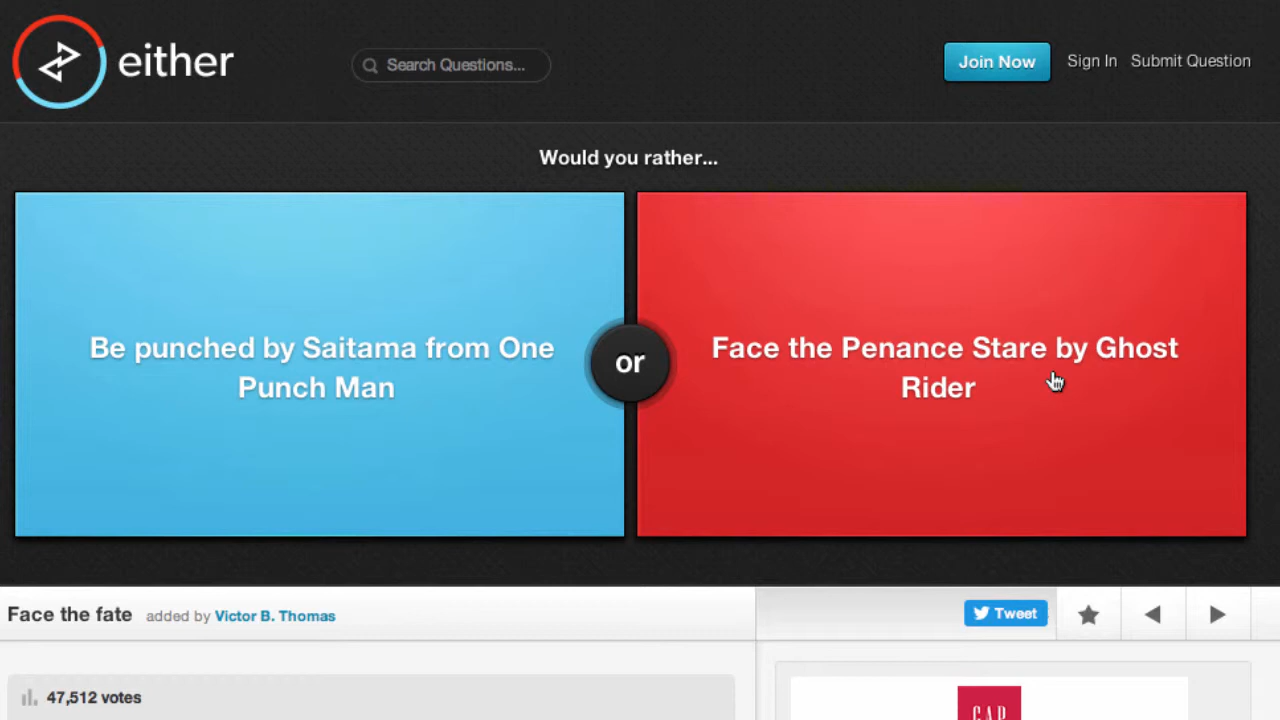 either
Search Questions...
Join Now
Sign In
Submit Question
Would you rather...
Be punched by Saitama from One
Punch Man
or
Face the Penance Stare by Ghost
Rider
Face the fate added by Victor B. Thomas
Tweet
47,512 votes
GAP